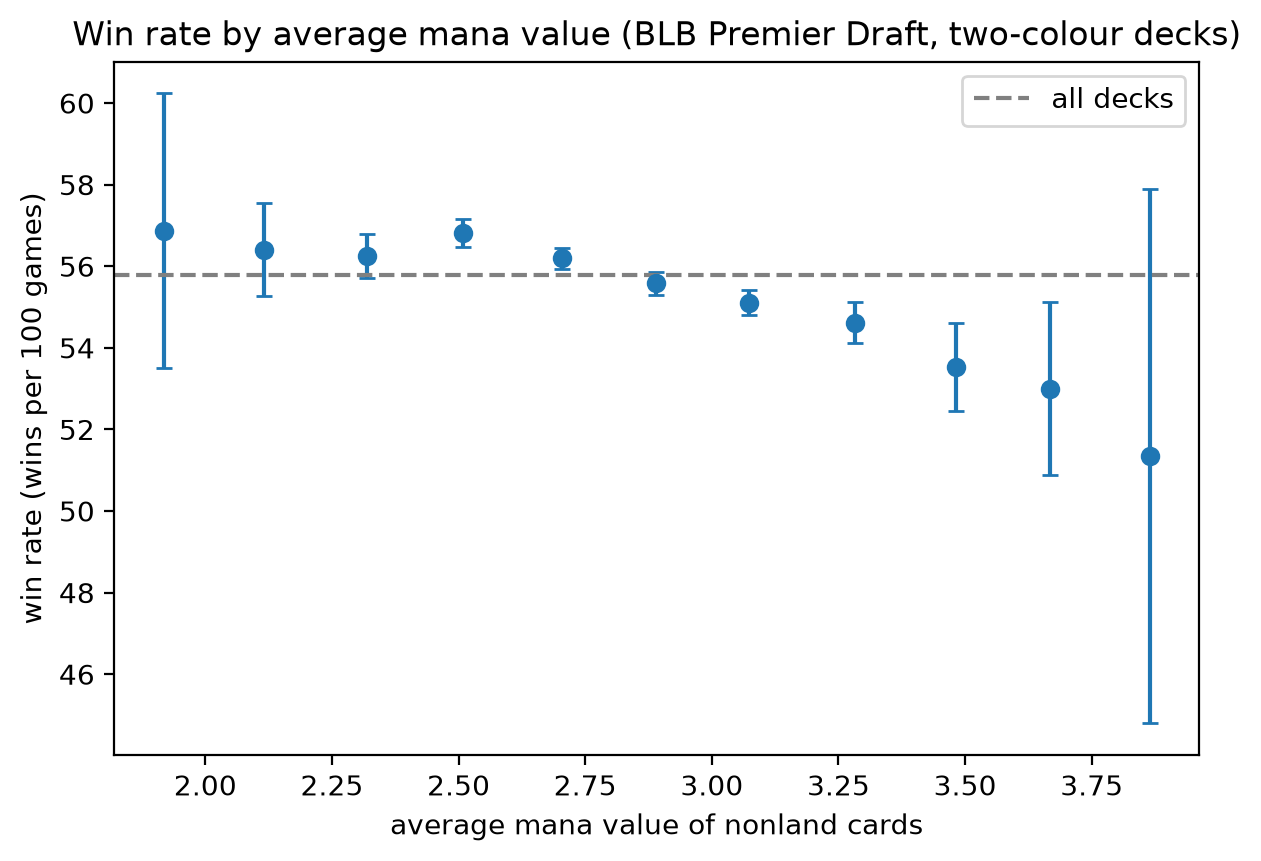 Win rate by average mana value (BLB Premier Draft, two-colour decks)
all decks
win rate (wins per 100 games)
60
58
56
54
52
50
48
46
2.00 2.25 2.50 2.75 3.00 3.25 3.50 3.75
average mana value of nonland cards